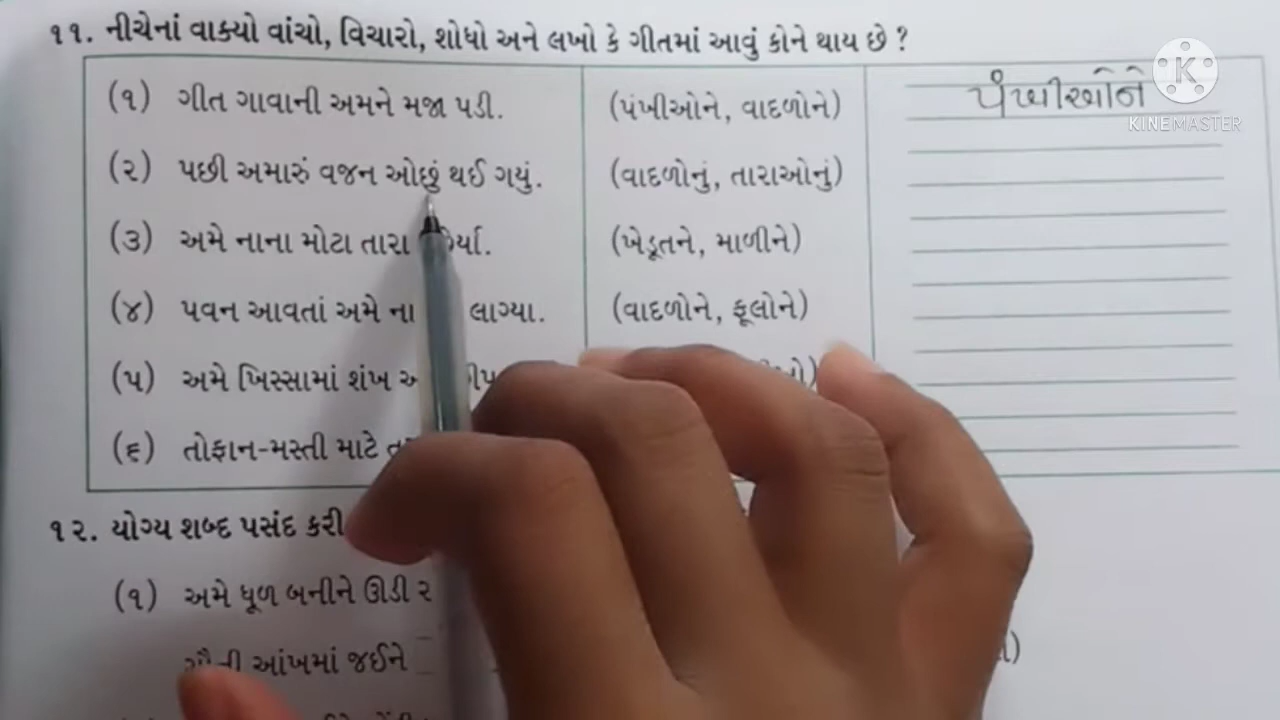 ૧૧. નીચેનાં વાક્યો વાંચો, વિચારો, શોધો અને લખો કે ગીતમાં આવું કોને થાય છે ?
(૧) ગીત ગાવાની અમને મજા પડી. (પંખીઓને, વાદળોને) પંખીઓને
K
KINEMASTER
(૨) પછી અમારું વજન ઓછું થઈ ગયું. (વાદળોનું, તારાઓનું)
(૩) અમે નાના મોટા તારા (ખેડૂતને, માળીને)
(૪) પવન આવતાં અમે લાગ્યા. (વાદળોને, ફૂલોને)
(૫) અમે ખિસ્સામાં શંખ
(૬) તોફાન-મસ્તી માટે
૧૨. યોગ્ય શબ્દ પસંદ કરી
(૧) અમે ધૂળ બનીને ઊડી
આંખમાં જઈને